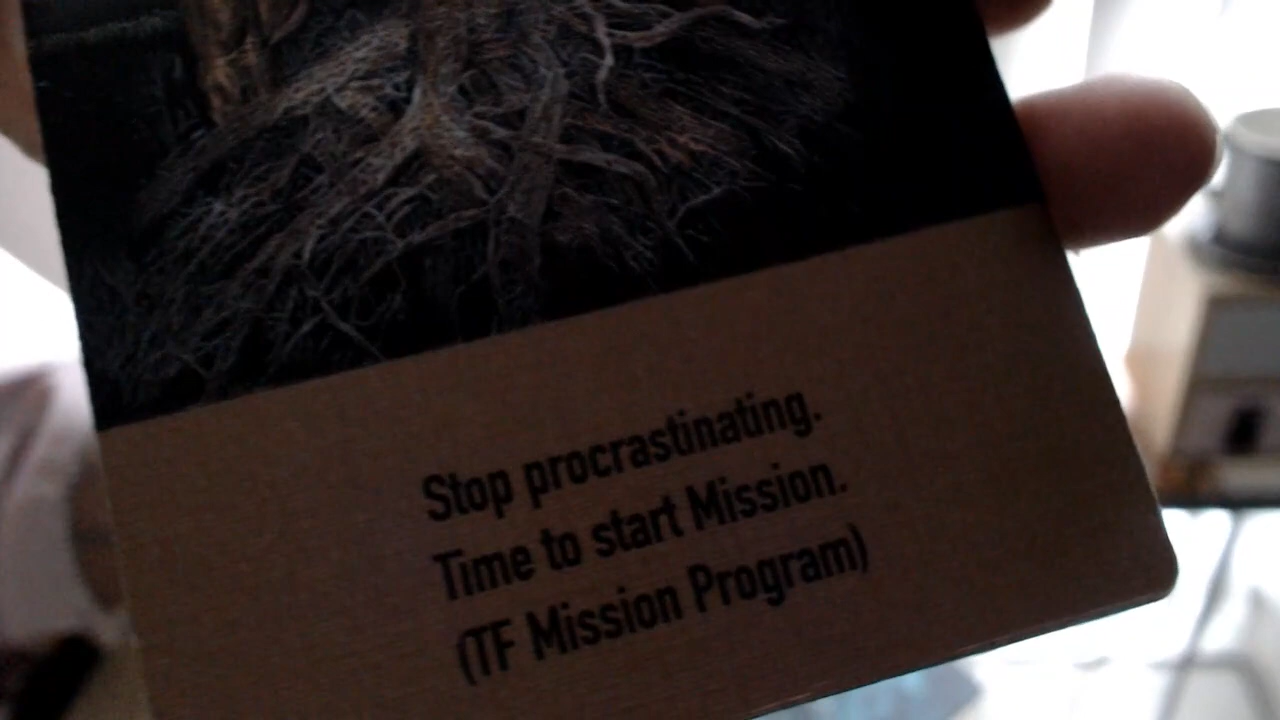 Stop procrastinating.
Time to start Mission.
(TF Mission Program)